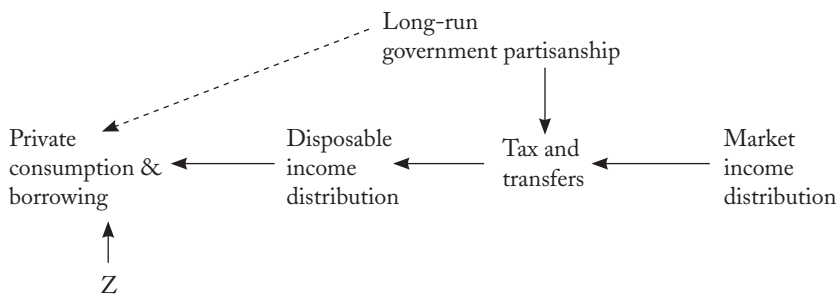 Long-run
government partisanship
Private
consumption &
borrowing
Disposable
income
distribution
Tax and
transfers
Market
income
distribution
Z